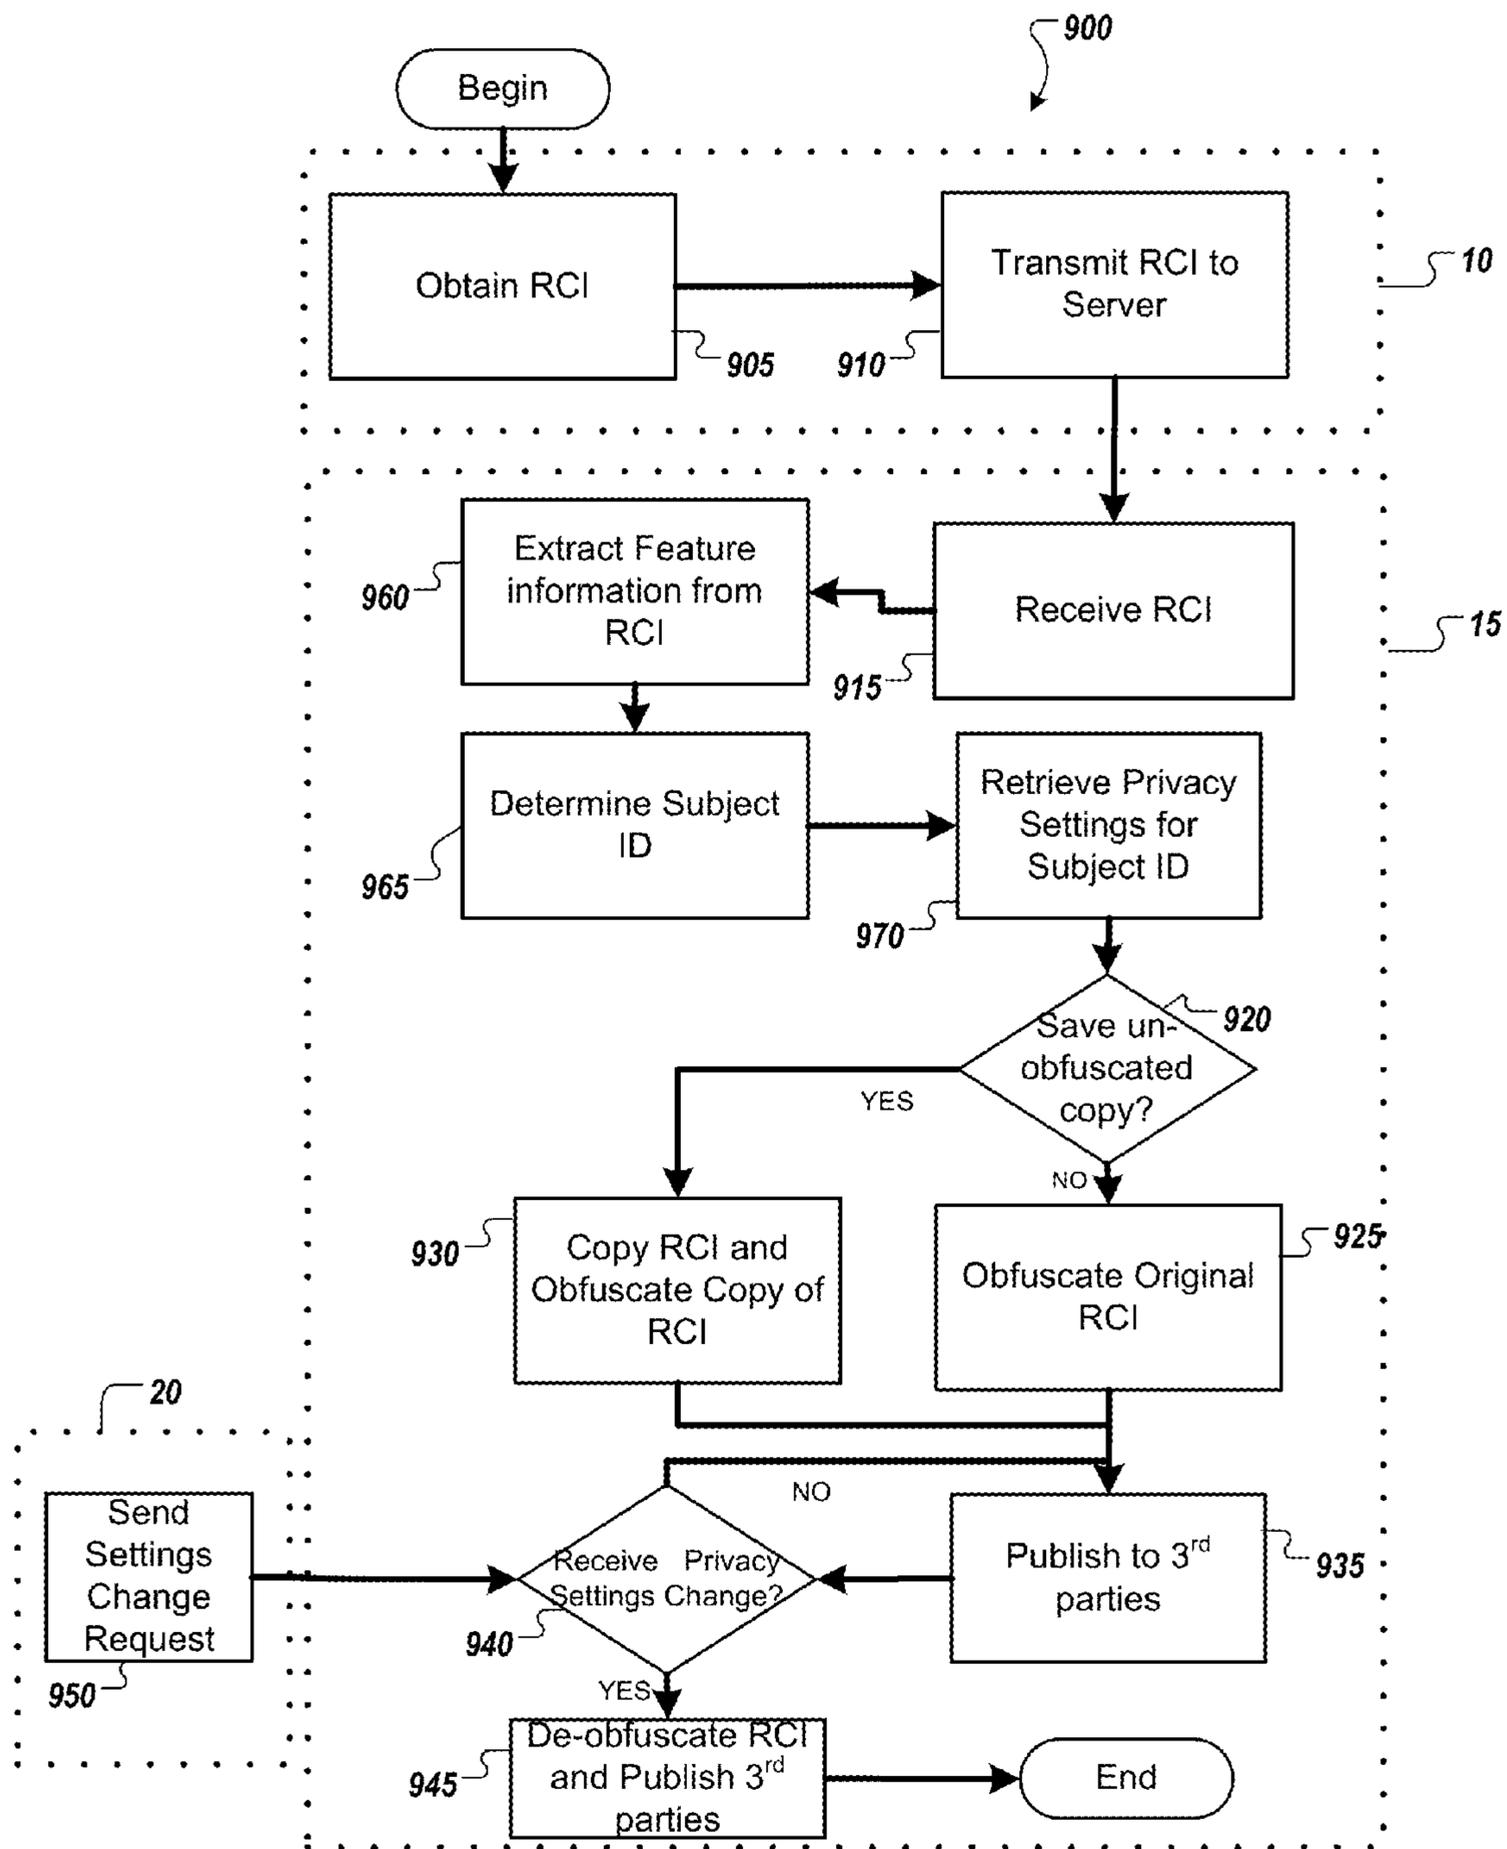 900
Begin
Obtain RCI
905
Transmit RCI to
Server
910
10
Extract Feature
information from
RCI
960
Receive RCI
915
15
Determine Subject
ID
965
Retrieve Privacy
Settings for
Subject ID
970
Save un-
obfuscated
copy?
920
YES
NO
930
Copy RCI and
Obfuscate Copy of
RCI
Obfuscate Original
RCI
925
20
Send
Settings
Change
Request
950
NO
Receive Privacy
Settings Change?
940
Publish to 3rd
parties
935
YES
De-obfuscate RCI
and Publish 3rd
parties
945
End